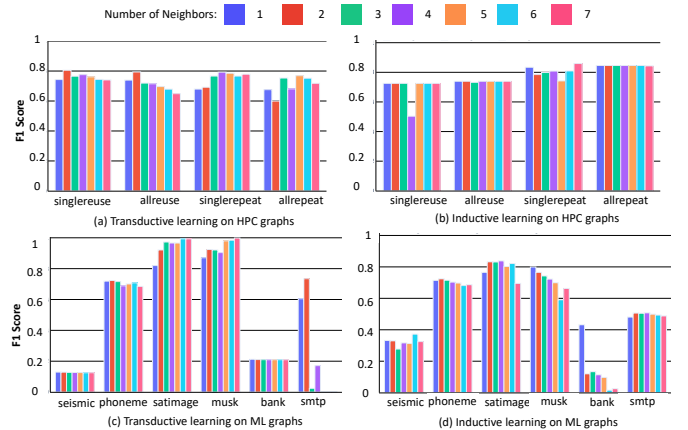 Number of Neighbors: 1 2 3 4 5 6 7
F1 Score
1
0.8
0.6
0.4
0.2
0
singlereuse allreuse singlerepeat allrepeat
(a) Transductive learning on HPC graphs
1
0.8
0.6
0.4
0.2
0
singlereuse allreuse singlerepeat allrepeat
(b) Inductive learning on HPC graphs
F1 Score
1
0.8
0.6
0.4
0.2
0
seismic phoneme satimage musk bank smtp
(c) Transductive learning on ML graphs
1
0.8
0.6
0.4
0.2
0
seismic phoneme satimage musk bank smtp
(d) Inductive learning on ML graphs